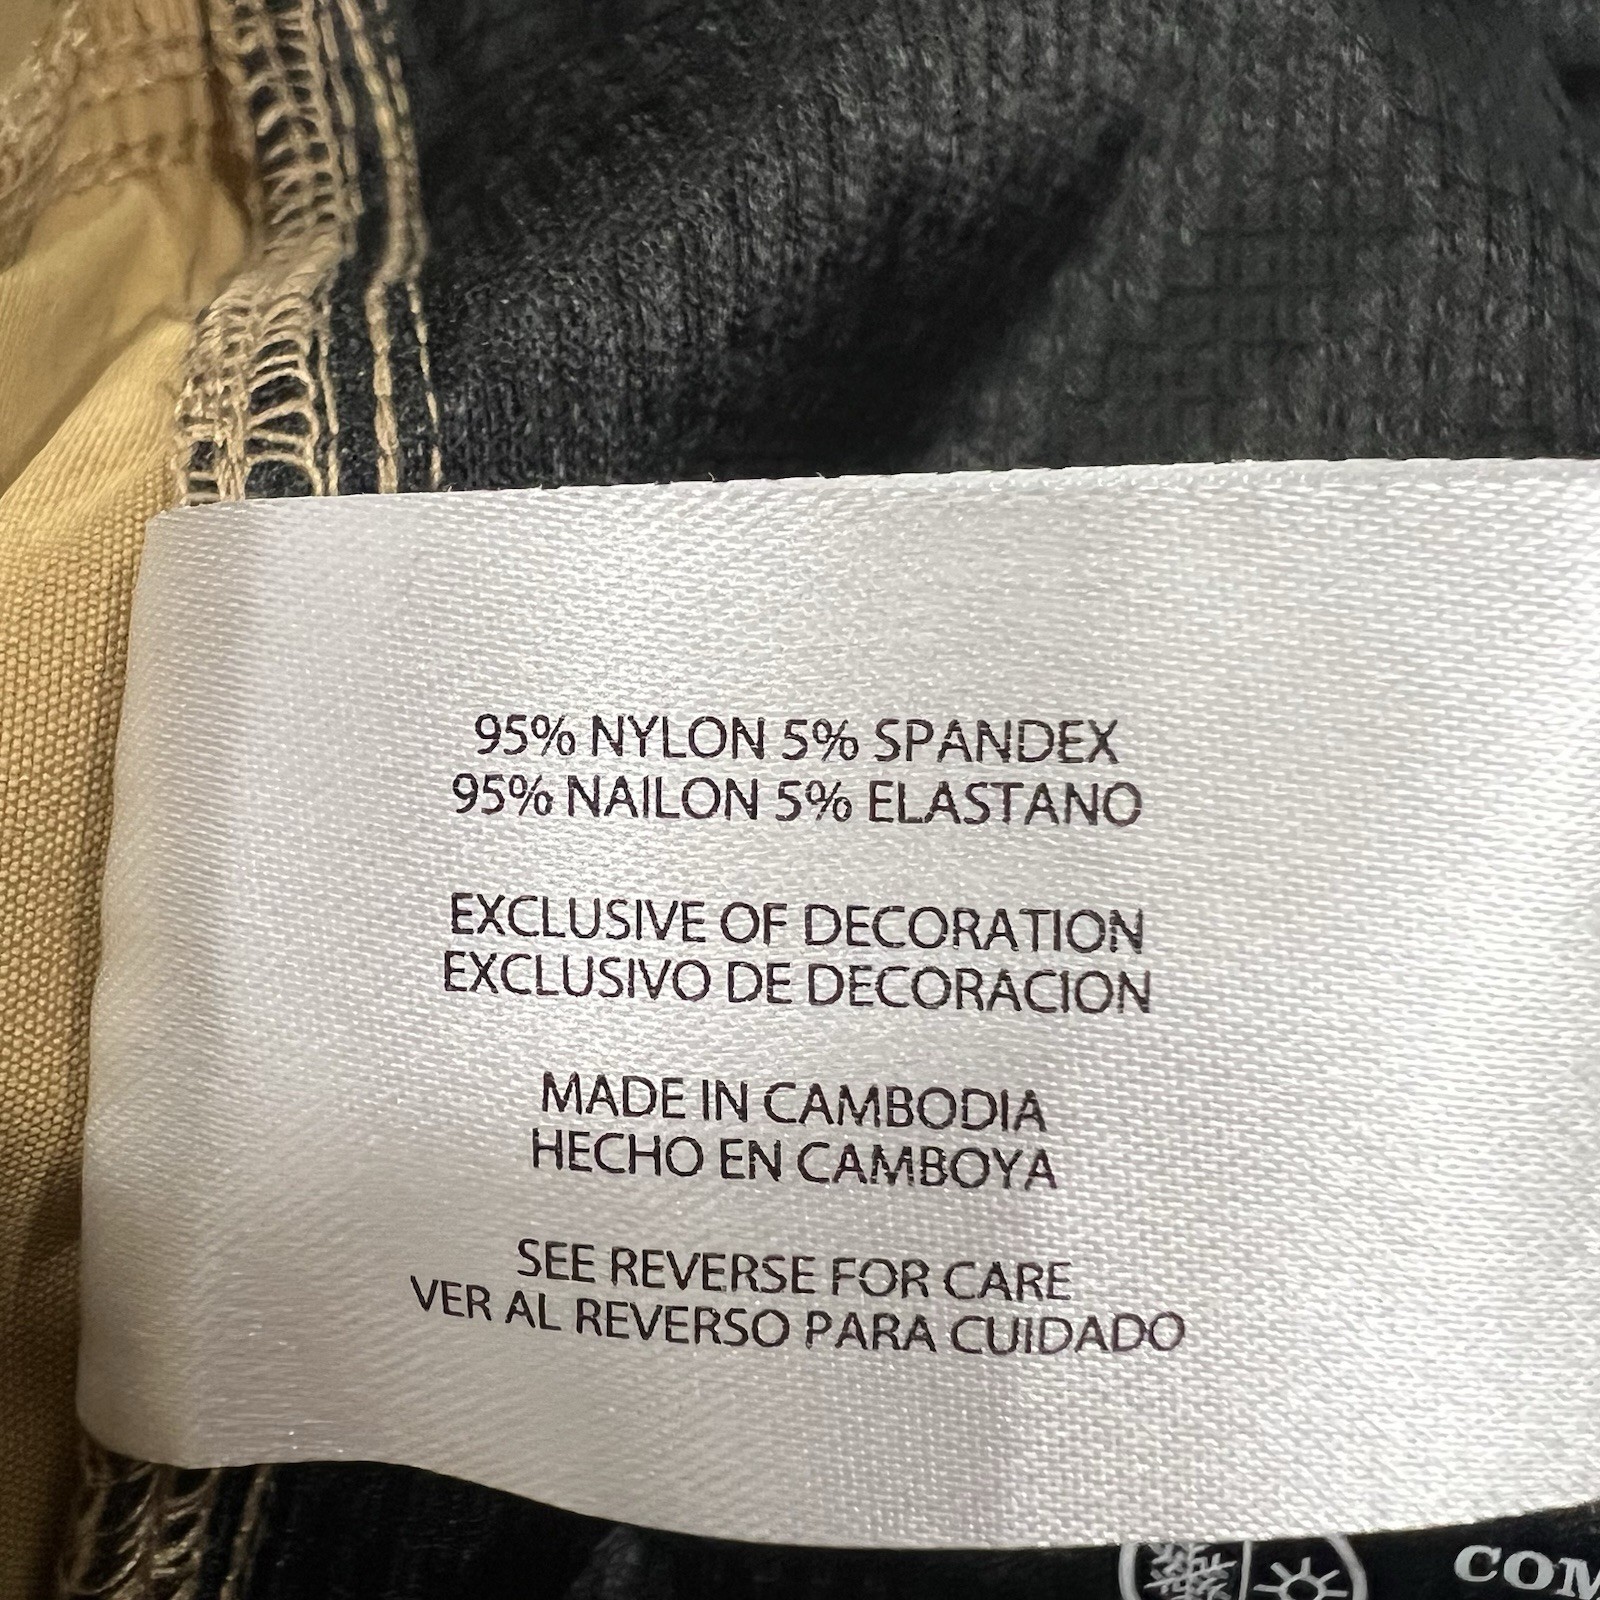 95% NYLON 5% SPANDEX
95% NAILON 5% ELASTANO
EXCLUSIVE OF DECORATION
EXCLUSIVO DE DECORACION
MADE IN CAMBODIA
HECHO EN CAMBOYA
SEE REVERSE FOR CARE
VER AL REVERSO PARA CUIDADO